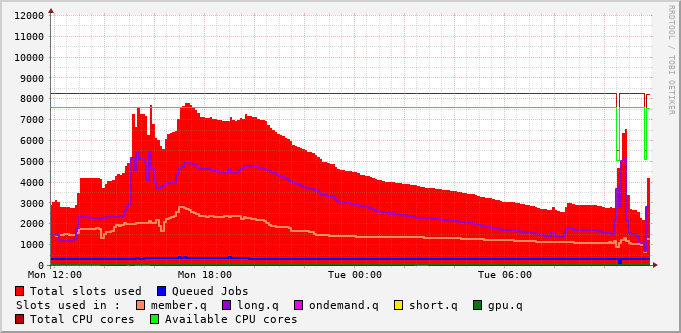 12000
11000
10000
9000
8000
7000
6000
5000
4000
3000
2000
1000
0
Mon 12:00 Mon 18:00 Tue 00:00 Tue 06:00
Total slots used Queued Jobs
Slots used in : member.q long.q ondemand.q short.q gpu.q
Total CPU cores Available CPU cores
RRDTOOL / TOBI OETIKER